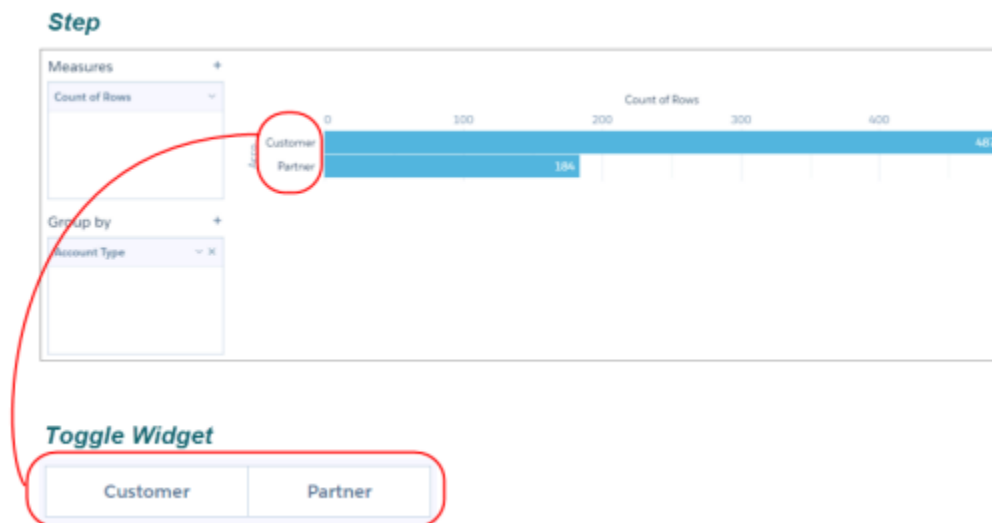 Step
Measures +
Count of Rows
Count of Rows
0 100 200 300 400
Customer 487
Partner 184
Group by +
Account Type
Toggle Widget
Customer Partner